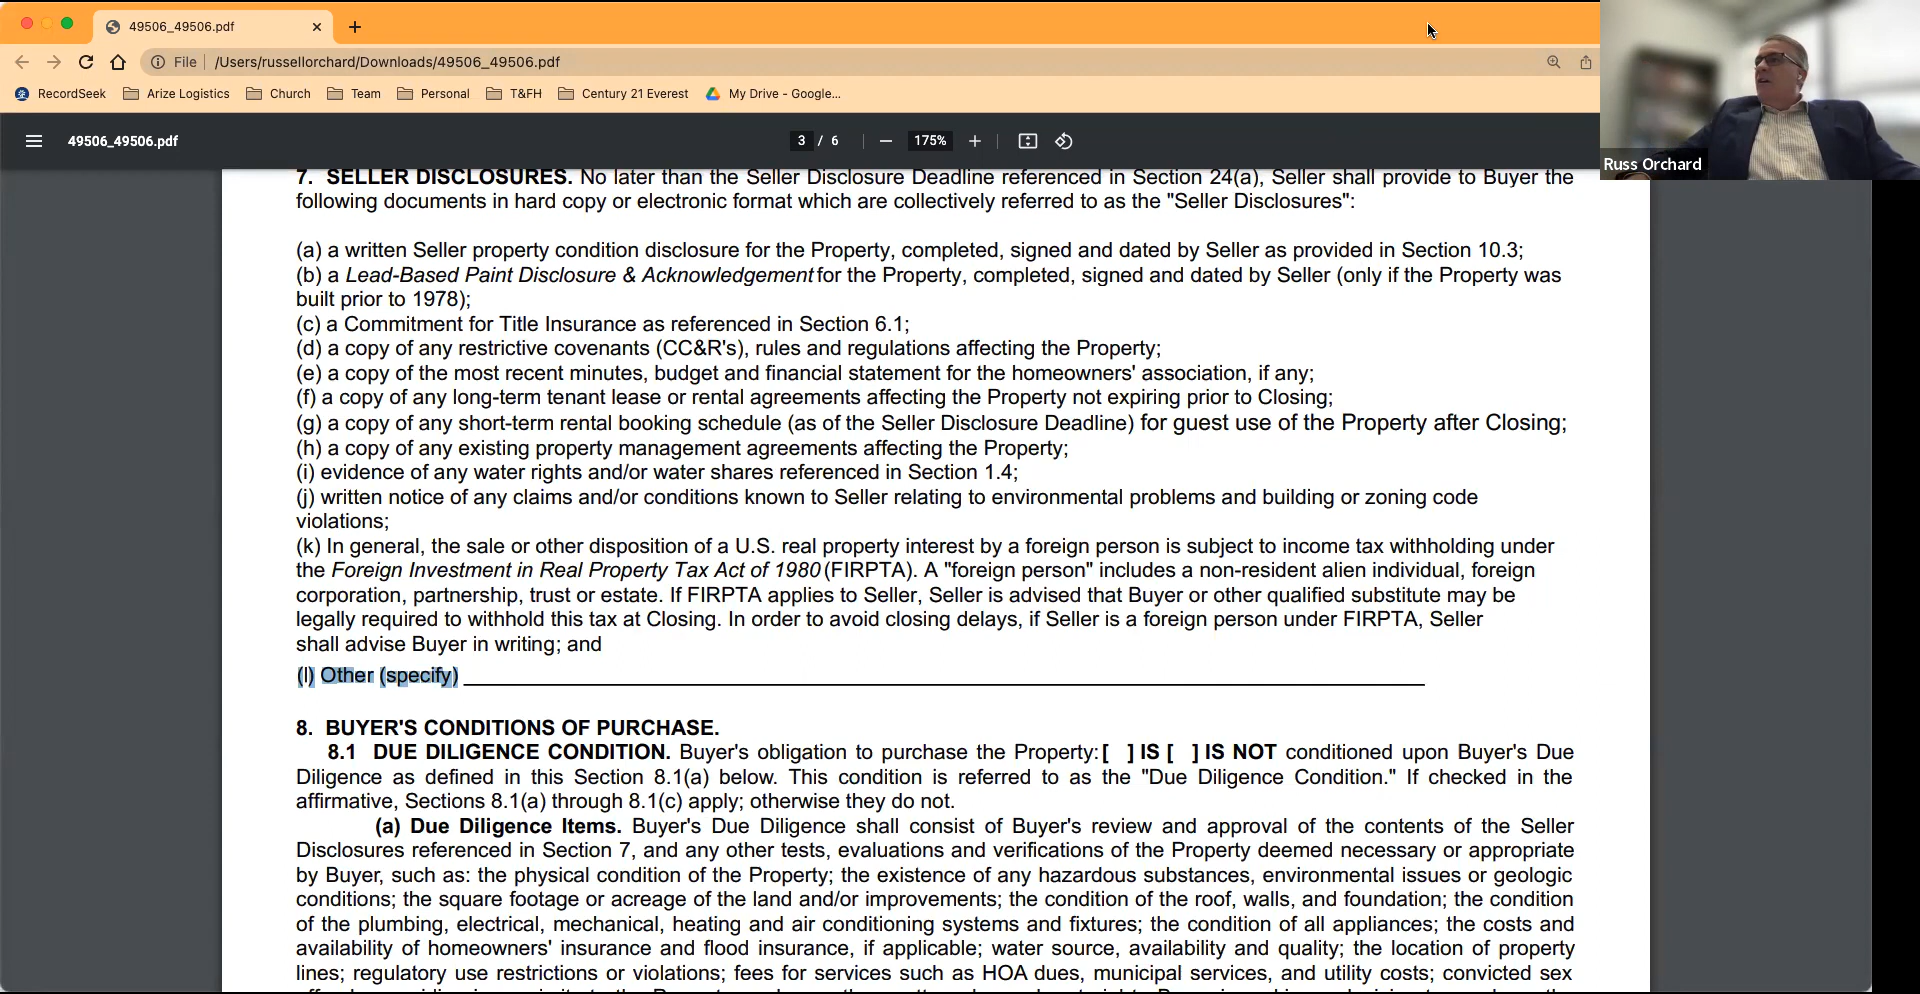 49506_49506.pdf
File /Users/russellorchard/Downloads/49506_49506.pdf
RecordSeek Arize Logistics Church Team Personal T&FH Century 21 Everest My Drive - Google...
49506_49506.pdf 3 / 6 175%
Russ Orchard
7. SELLER DISCLOSURES. No later than the Seller Disclosure Deadline referenced in Section 24(a), Seller shall provide to Buyer the
following documents in hard copy or electronic format which are collectively referred to as the "Seller Disclosures":
(a) a written Seller property condition disclosure for the Property, completed, signed and dated by Seller as provided in Section 10.3;
(b) a Lead-Based Paint Disclosure & Acknowledgement for the Property, completed, signed and dated by Seller (only if the Property was
built prior to 1978);
(c) a Commitment for Title Insurance as referenced in Section 6.1;
(d) a copy of any restrictive covenants (CC&R's), rules and regulations affecting the Property;
(e) a copy of the most recent minutes, budget and financial statement for the homeowners' association, if any;
(f) a copy of any long-term tenant lease or rental agreements affecting the Property not expiring prior to Closing;
(g) a copy of any short-term rental booking schedule (as of the Seller Disclosure Deadline) for guest use of the Property after Closing;
(h) a copy of any existing property management agreements affecting the Property;
(i) evidence of any water rights and/or water shares referenced in Section 1.4;
(j) written notice of any claims and/or conditions known to Seller relating to environmental problems and building or zoning code
violations;
(k) In general, the sale or other disposition of a U.S. real property interest by a foreign person is subject to income tax withholding under
the Foreign Investment in Real Property Tax Act of 1980 (FIRPTA). A "foreign person" includes a non-resident alien individual, foreign
corporation, partnership, trust or estate. If FIRPTA applies to Seller, Seller is advised that Buyer or other qualified substitute may be
legally required to withhold this tax at Closing. In order to avoid closing delays, if Seller is a foreign person under FIRPTA, Seller
shall advise Buyer in writing; and
(l) Other (specify) ____________________
8. BUYER'S CONDITIONS OF PURCHASE.
8.1 DUE DILIGENCE CONDITION. Buyer's obligation to purchase the Property: [ ] IS [ ] IS NOT conditioned upon Buyer's Due
Diligence as defined in this Section 8.1(a) below. This condition is referred to as the "Due Diligence Condition." If checked in the
affirmative, Sections 8.1(a) through 8.1(c) apply; otherwise they do not.
(a) Due Diligence Items. Buyer's Due Diligence shall consist of Buyer's review and approval of the contents of the Seller
Disclosures referenced in Section 7, and any other tests, evaluations and verifications of the Property deemed necessary or appropriate
by Buyer, such as: the physical condition of the Property; the existence of any hazardous substances, environmental issues or geologic
conditions; the square footage or acreage of the land and/or improvements; the condition of the roof, walls, and foundation; the condition
of the plumbing, electrical, mechanical, heating and air conditioning systems and fixtures; the condition of all appliances; the costs and
availability of homeowners' insurance and flood insurance, if applicable; water source, availability and quality; the location of property
lines; regulatory use restrictions or violations; fees for services such as HOA dues, municipal services, and utility costs; convicted sex